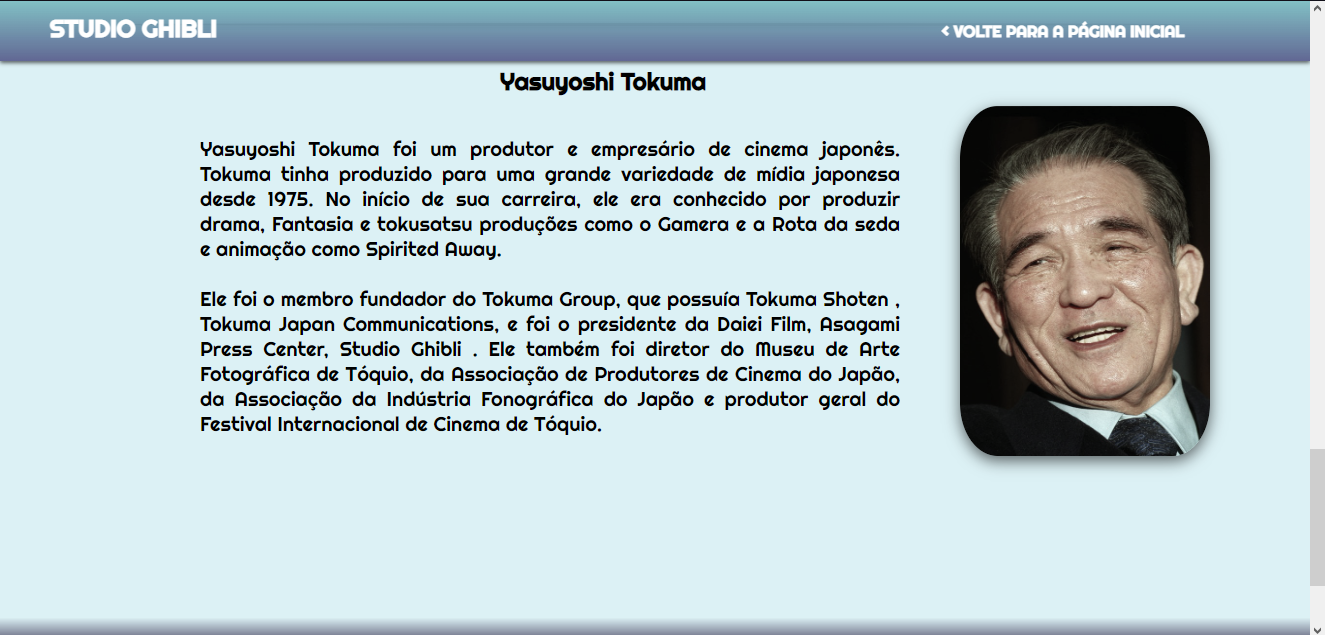 STUDIO GHIBLI
< VOLTE PARA A PÁGINA INICIAL
Yasuyoshi Tokuma
Yasuyoshi Tokuma foi um produtor e empresário de cinema japonês.
Tokuma tinha produzido para uma grande variedade de mídia japonesa
desde 1975. No início de sua carreira, ele era conhecido por produzir
drama, Fantasia e tokusatsu produções como o Gamera e a Rota da seda
e animação como Spirited Away.
Ele foi o membro fundador do Tokuma Group, que possuía Tokuma Shoten ,
Tokuma Japan Communications, e foi o presidente da Daiei Film, Asagami
Press Center, Studio Ghibli . Ele também foi diretor do Museu de Arte
Fotográfica de Tóquio, da Associação de Produtores de Cinema do Japão,
da Associação da Indústria Fonográfica do Japão e produtor geral do
Festival Internacional de Cinema de Tóquio.